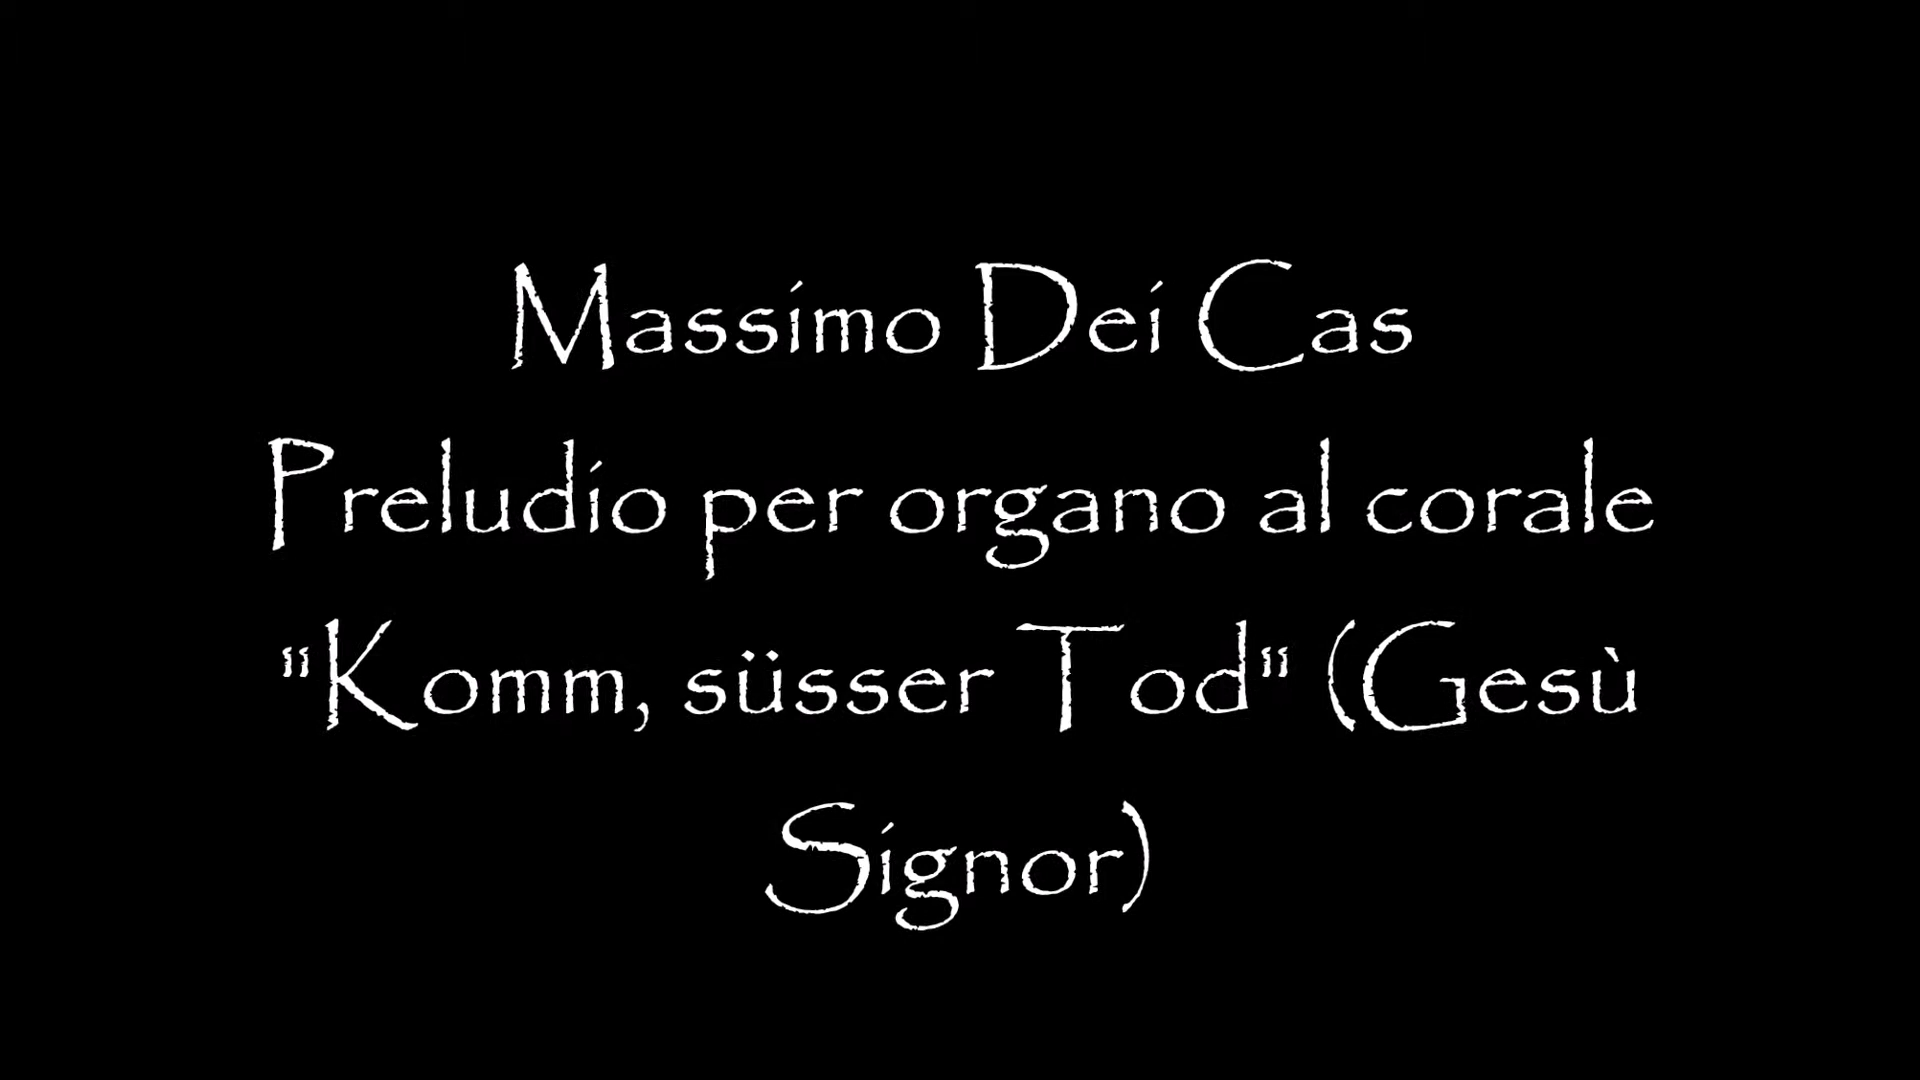 Massimo Dei Cas
Preludio per organo al corale
"Komm, süsser Tod" (Gesù
Signor)